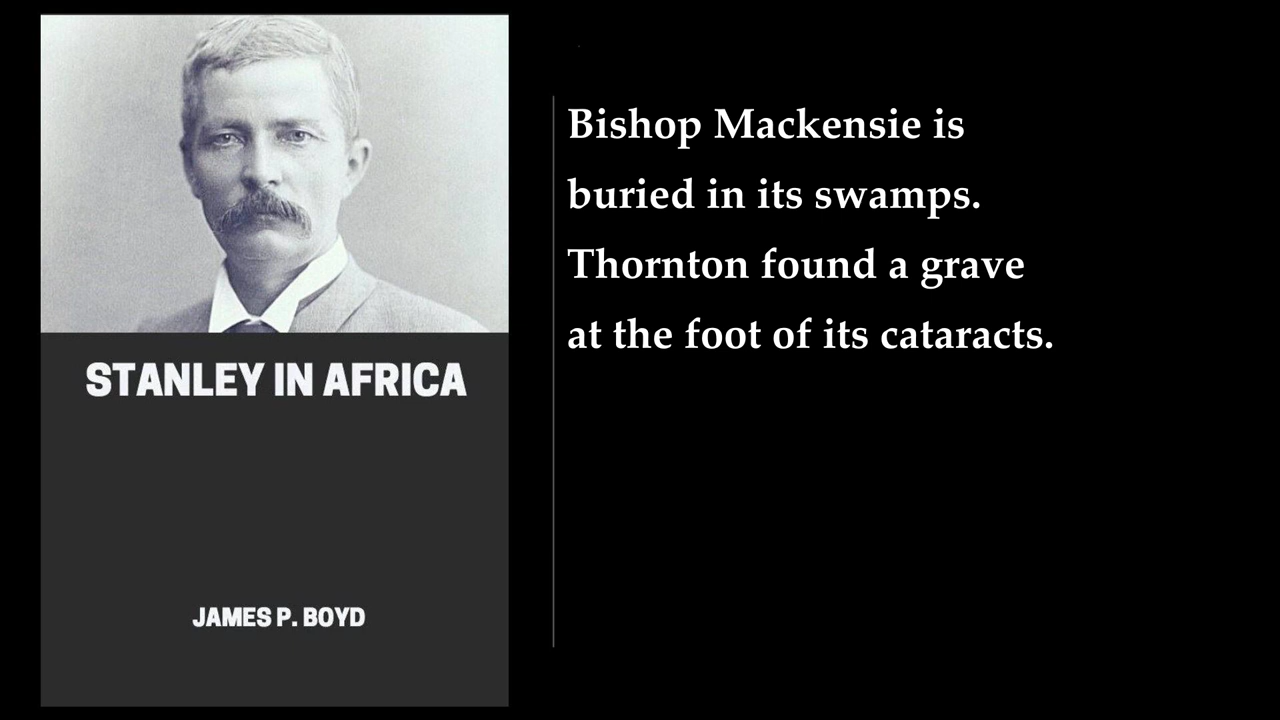 STANLEY IN AFRICA
JAMES P. BOYD
Bishop Mackensie is
buried in its swamps.
Thornton found a grave
at the foot of its cataracts.